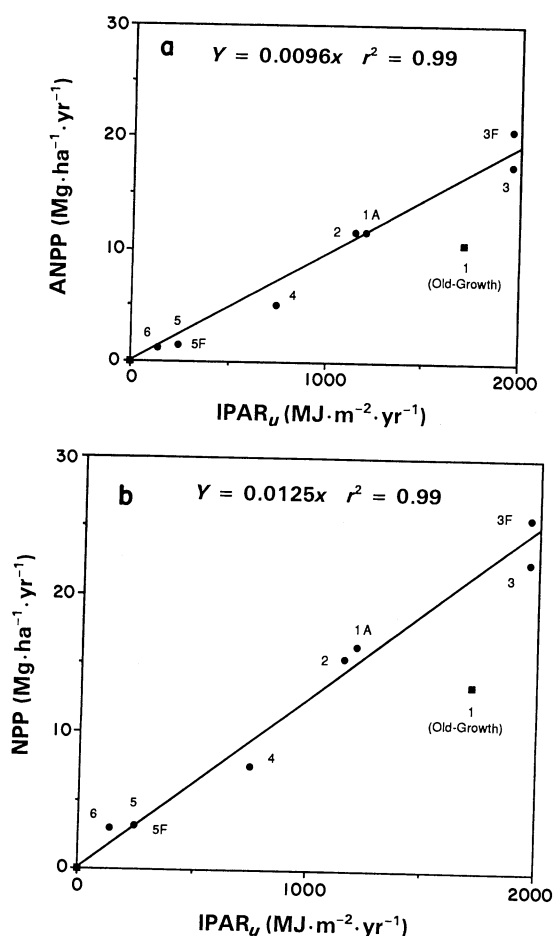 30
a Y = 0.0096x r² = 0.99
ANPP (Mg·ha⁻¹·yr⁻¹)
3F
20
3
1A
2
10
1
(Old-Growth)
4
5
6
5F
0
0 1000 2000
IPARᵤ (MJ·m⁻²·yr⁻¹)
30
b Y = 0.0125x r² = 0.99
NPP (Mg·ha⁻¹·yr⁻¹)
3F
3
20
1A
2
1
(Old-Growth)
10
4
5
6
5F
0
0 1000 2000
IPARᵤ (MJ·m⁻²·yr⁻¹)